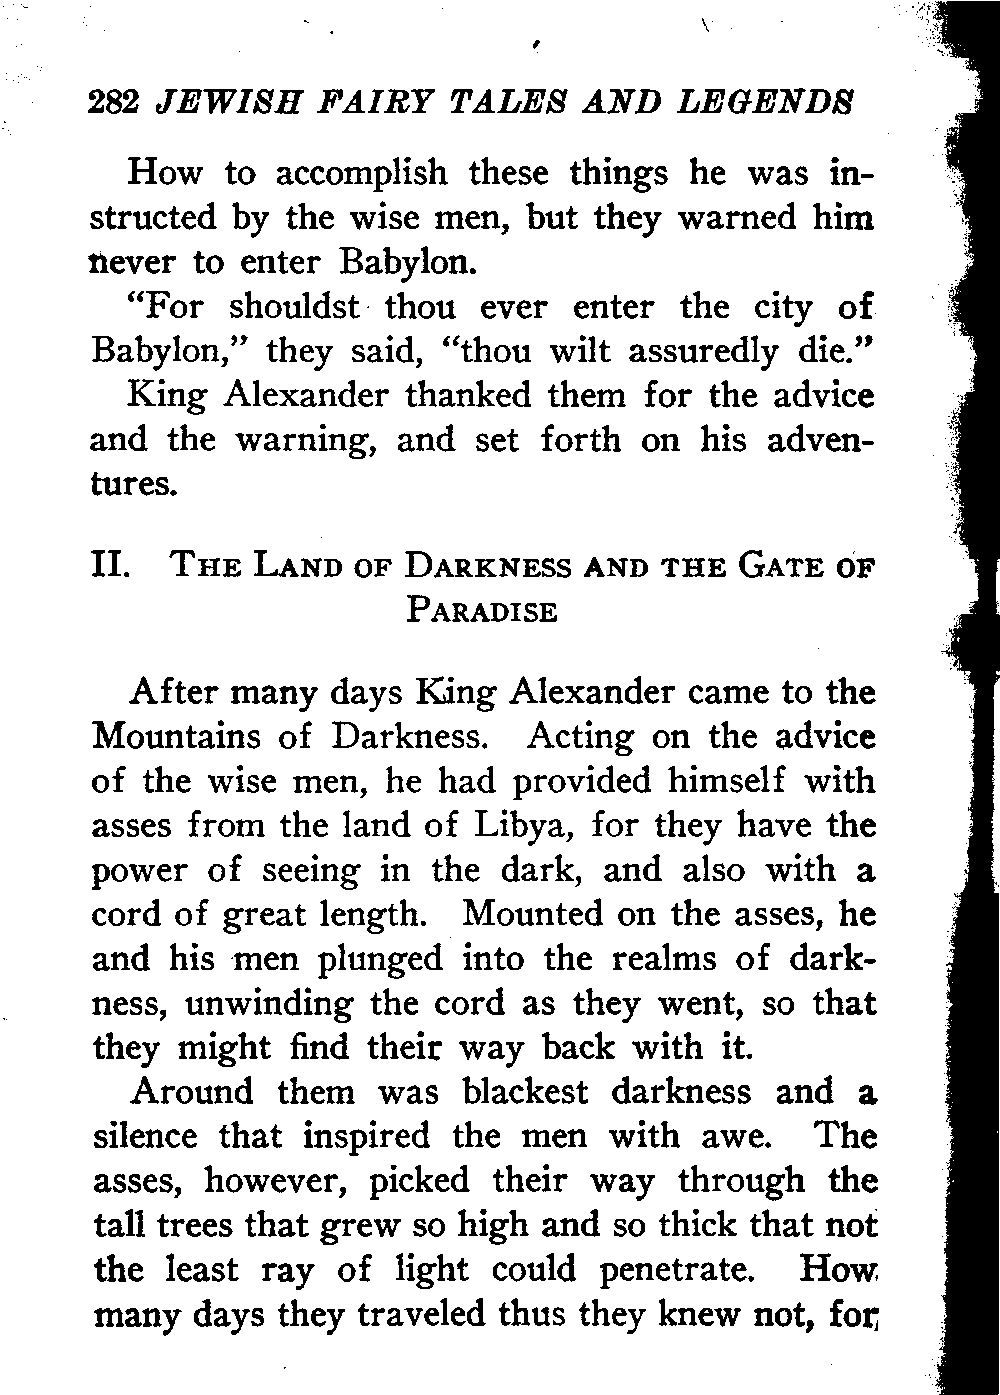 282 JEWISH FAIRY TALES AND LEGENDS
How to accomplish these things he was in-
structed by the wise men, but they warned him
never to enter Babylon.
“For shouldst thou ever enter the city of
Babylon,” they said, “thou wilt assuredly die.”
King Alexander thanked them for the advice
and the warning, and set forth on his adven-
tures.
II. THE LAND OF DARKNESS AND THE GATE OF
PARADISE
After many days King Alexander came to the
Mountains of Darkness. Acting on the advice
of the wise men, he had provided himself with
asses from the land of Libya, for they have the
power of seeing in the dark, and also with a
cord of great length. Mounted on the asses, he
and his men plunged into the realms of dark-
ness, unwinding the cord as they went, so that
they might find their way back with it.
Around them was blackest darkness and a
silence that inspired the men with awe. The
asses, however, picked their way through the
tall trees that grew so high and so thick that not
the least ray of light could penetrate. How
many days they traveled thus they knew not, for